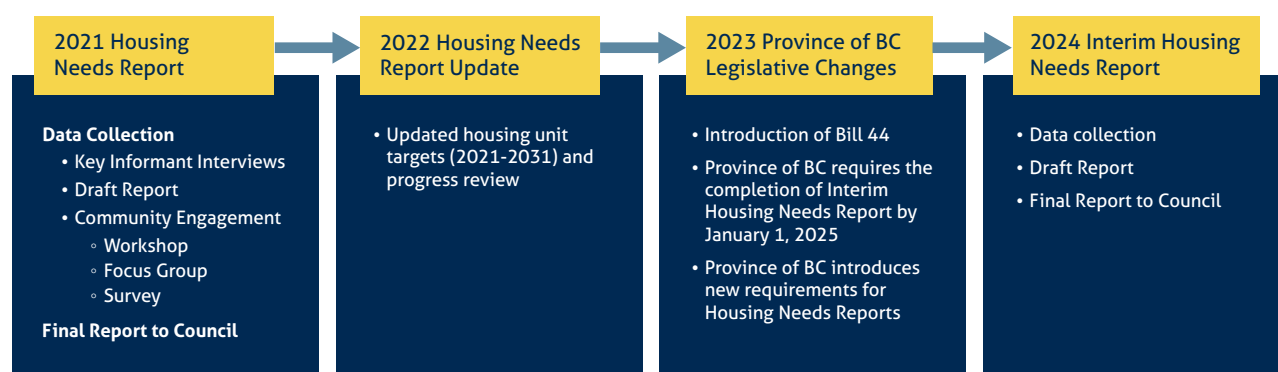 2021 Housing
Needs Report
Data Collection
• Key Informant Interviews
• Draft Report
• Community Engagement
◦ Workshop
◦ Focus Group
◦ Survey
Final Report to Council
2022 Housing Needs
Report Update
• Updated housing unit
targets (2021-2031) and
progress review
2023 Province of BC
Legislative Changes
• Introduction of Bill 44
• Province of BC requires the
completion of Interim
Housing Needs Report by
January 1, 2025
• Province of BC introduces
new requirements for
Housing Needs Reports
2024 Interim Housing
Needs Report
• Data collection
• Draft Report
• Final Report to Council